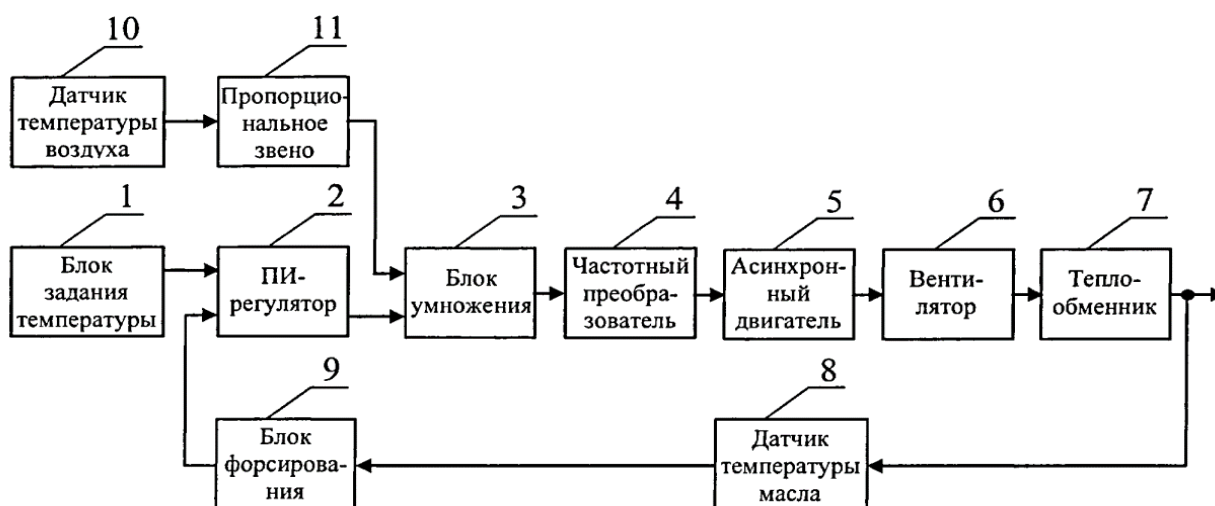 10
11
Датчик
температуры
воздуха
Пропорцио-
нальное
звено
1
2
3
4
5
6
7
Блок
задания
температуры
ПИ-
регулятор
Блок
умножения
Частотный
преобра-
зователь
Асинхрон-
ный
двигатель
Венти-
лятор
Тепло-
обменник
9
8
Блок
форсирова-
ния
Датчик
температуры
масла